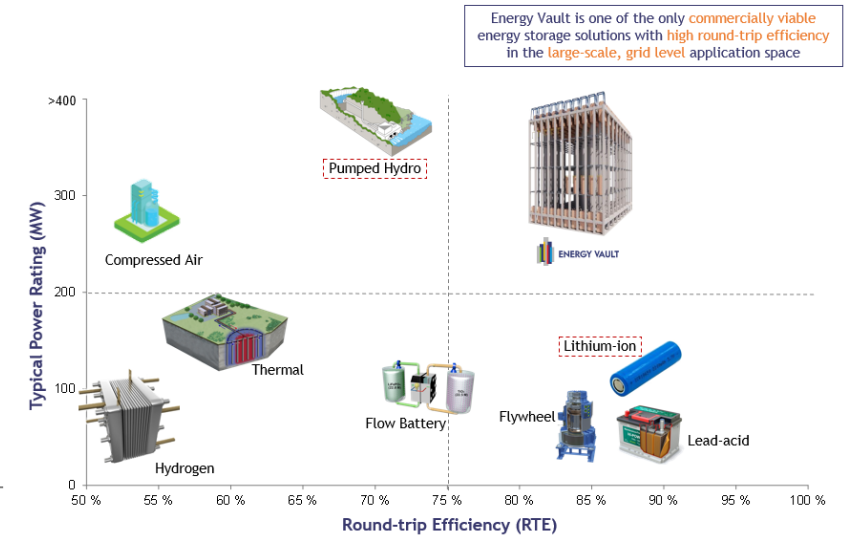 Energy Vault is one of the only commercially viable
energy storage solutions with high round-trip efficiency
in the large-scale, grid level application space
>400
Pumped Hydro
300
Compressed Air
ENERGY VAULT
200
Typical Power Rating (MW)
Lithium-ion
Thermal
100
Flow Battery
Flywheel
Lead-acid
Hydrogen
0
50 %
55 %
60 %
65 %
70 %
75 %
80 %
85 %
90 %
95 %
100 %
Round-trip Efficiency (RTE)